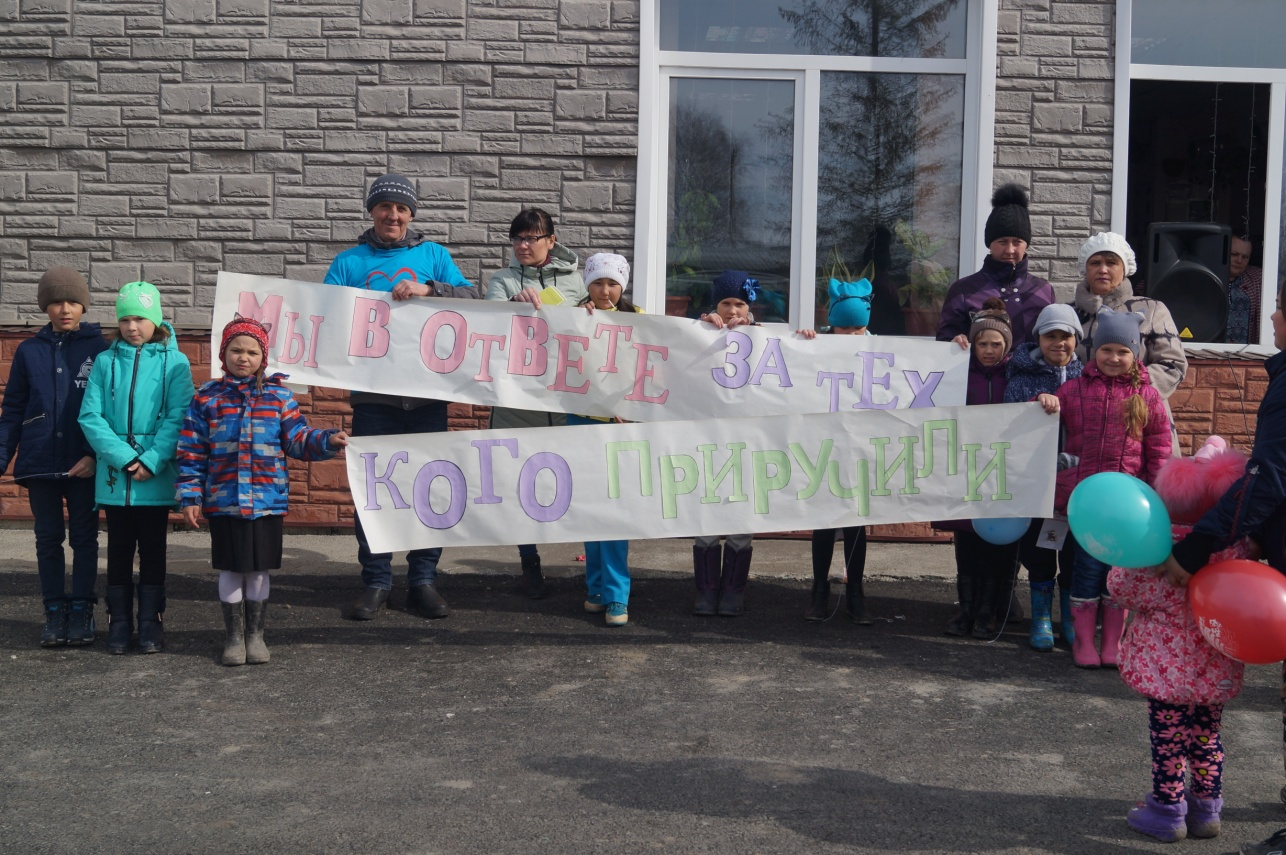 Мы в ответе за тех
кого приручили